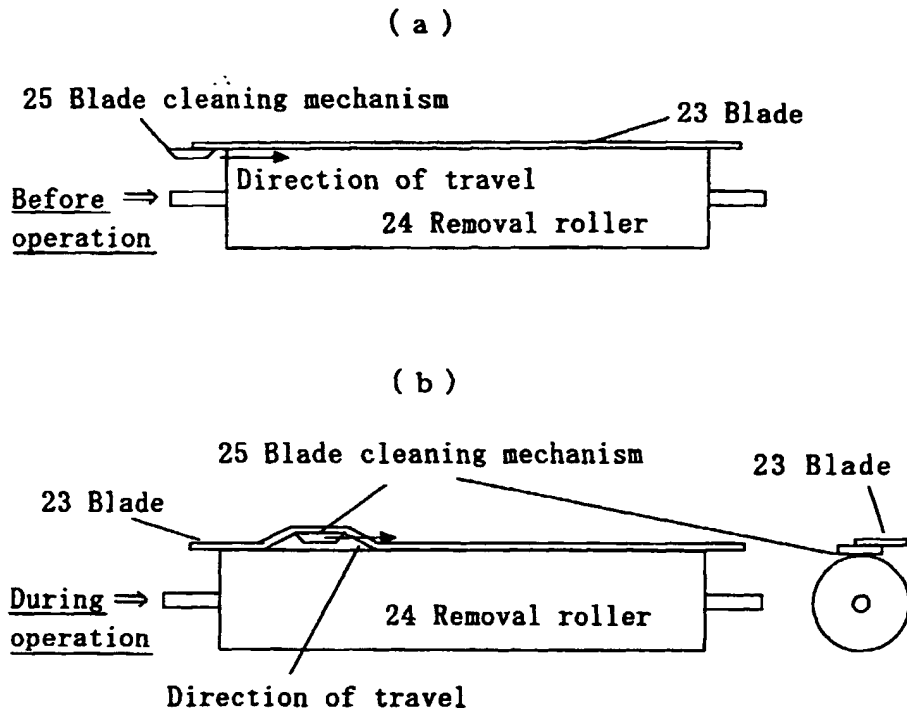 ( a )
25 Blade cleaning mechanism
23 Blade
Direction of travel
Before ⇒
operation
24 Removal roller
( b )
25 Blade cleaning mechanism
23 Blade
23 Blade
During ⇒
operation
24 Removal roller
Direction of travel